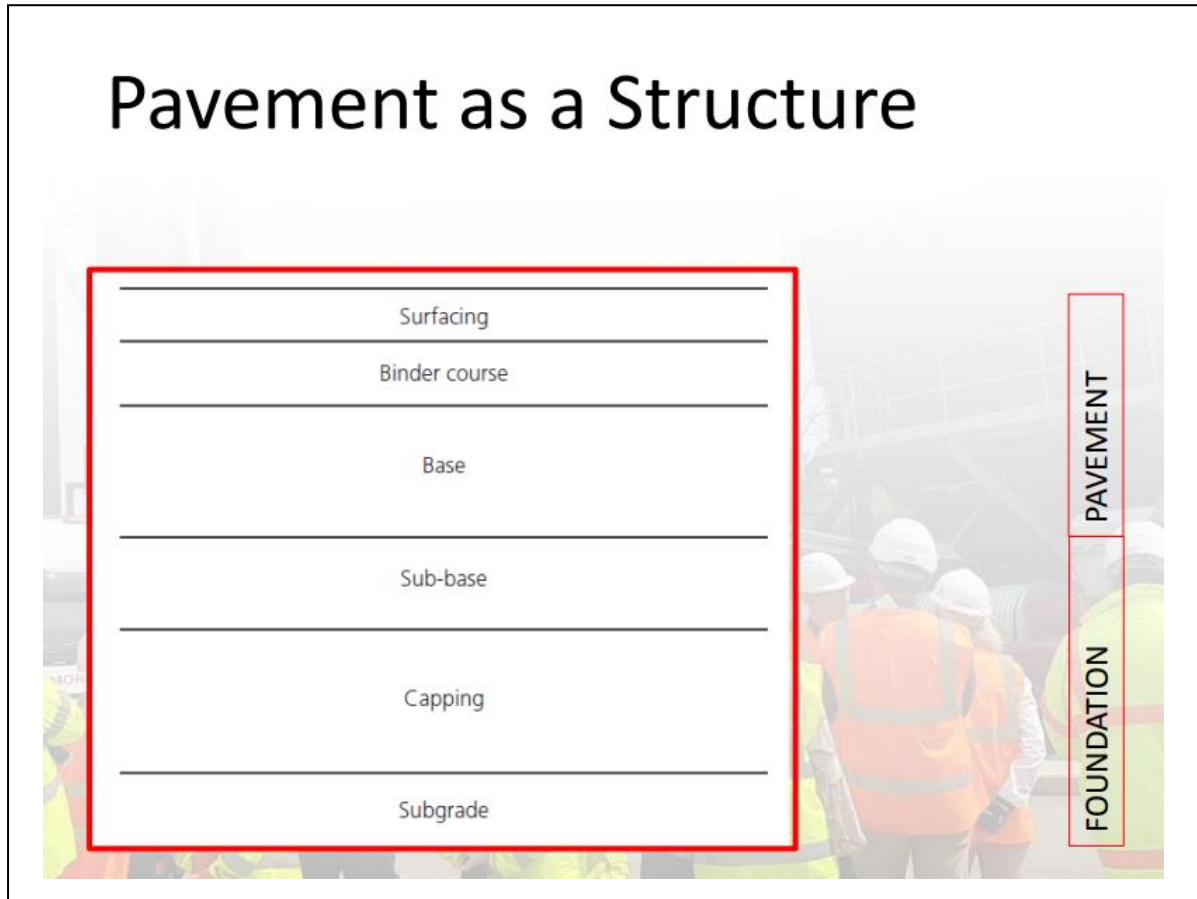 Pavement as a Structure
Surfacing
Binder course
Base
Sub-base
Capping
Subgrade
PAVEMENT
FOUNDATION